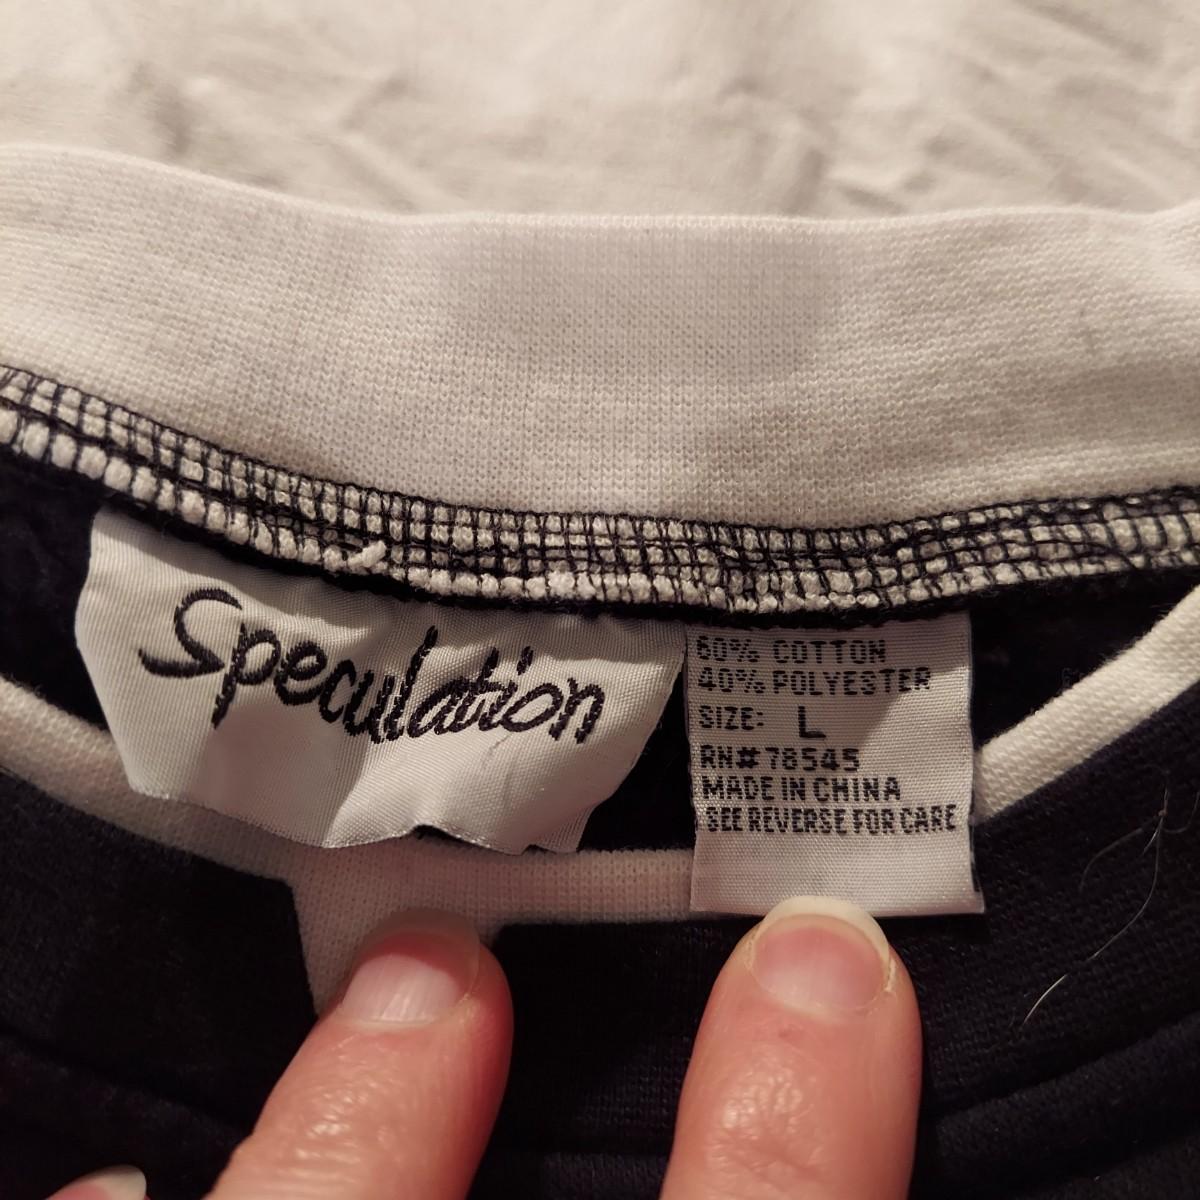 Speculation
60% COTTON
40% POLYESTER
SIZE: L
RN#78545
MADE IN CHINA
SEE REVERSE FOR CARE